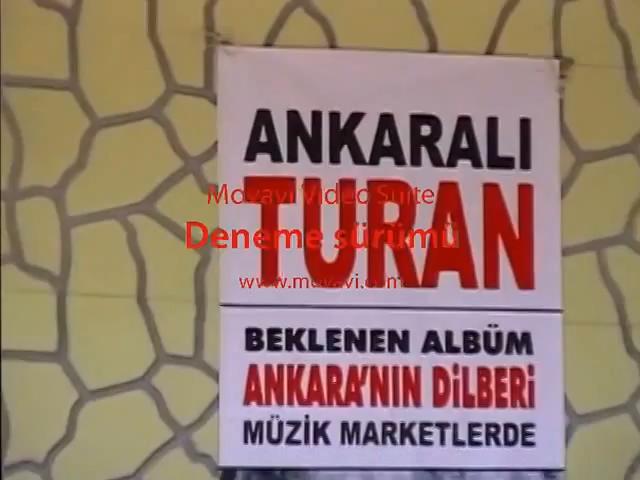 ANKARALI
Movavi Video Suite
TURAN
Deneme sürümü
www.movavi.com
BEKLENEN ALBÜM
ANKARA'NIN DİLBERİ
MÜZİK MARKETLERDE